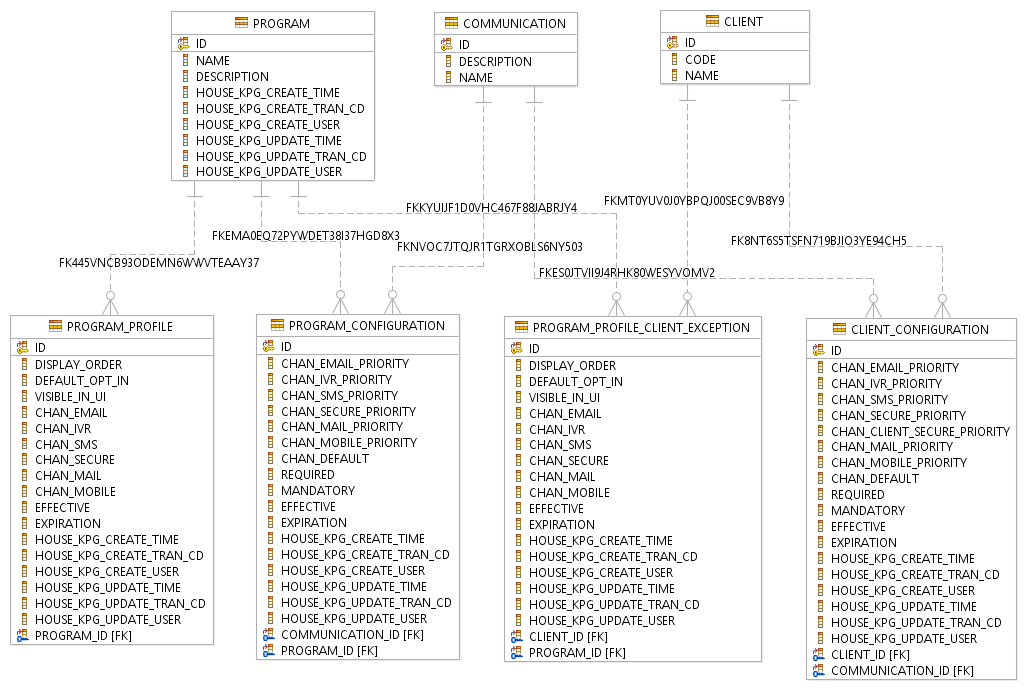 PROGRAM
ID
NAME
DESCRIPTION
HOUSE_KPG_CREATE_TIME
HOUSE_KPG_CREATE_TRAN_CD
HOUSE_KPG_CREATE_USER
HOUSE_KPG_UPDATE_TIME
HOUSE_KPG_UPDATE_TRAN_CD
HOUSE_KPG_UPDATE_USER
COMMUNICATION
ID
DESCRIPTION
NAME
CLIENT
ID
CODE
NAME
FKMT0YUV0J0YBPQJ00SEC9VB8Y9
FKKYUIJF1D0VHC467F88JABRJY4
FKEMA0EQ72PYWDET38I37HGD8X3
FKNVOC7JTQJR1TGRXOBLS6NY503
FK8NT6S5TSFN719BJIO3YE94CH5
FK445VNCB93ODEMN6WWVTEAAY37
FKES0JTVII9J4RHK80WESYVOMV2
PROGRAM_PROFILE
ID
DISPLAY_ORDER
DEFAULT_OPT_IN
VISIBLE_IN_UI
CHAN_EMAIL
CHAN_IVR
CHAN_SMS
CHAN_SECURE
CHAN_MAIL
CHAN_MOBILE
EFFECTIVE
EXPIRATION
HOUSE_KPG_CREATE_TIME
HOUSE_KPG_CREATE_TRAN_CD
HOUSE_KPG_CREATE_USER
HOUSE_KPG_UPDATE_TIME
HOUSE_KPG_UPDATE_TRAN_CD
HOUSE_KPG_UPDATE_USER
PROGRAM_ID [FK]
PROGRAM_CONFIGURATION
ID
CHAN_EMAIL_PRIORITY
CHAN_IVR_PRIORITY
CHAN_SMS_PRIORITY
CHAN_SECURE_PRIORITY
CHAN_MAIL_PRIORITY
CHAN_MOBILE_PRIORITY
CHAN_DEFAULT
REQUIRED
MANDATORY
EFFECTIVE
EXPIRATION
HOUSE_KPG_CREATE_TIME
HOUSE_KPG_CREATE_TRAN_CD
HOUSE_KPG_CREATE_USER
HOUSE_KPG_UPDATE_TIME
HOUSE_KPG_UPDATE_TRAN_CD
HOUSE_KPG_UPDATE_USER
COMMUNICATION_ID [FK]
PROGRAM_ID [FK]
PROGRAM_PROFILE_CLIENT_EXCEPTION
ID
DISPLAY_ORDER
DEFAULT_OPT_IN
VISIBLE_IN_UI
CHAN_EMAIL
CHAN_IVR
CHAN_SMS
CHAN_SECURE
CHAN_MAIL
CHAN_MOBILE
EFFECTIVE
EXPIRATION
HOUSE_KPG_CREATE_TIME
HOUSE_KPG_CREATE_TRAN_CD
HOUSE_KPG_CREATE_USER
HOUSE_KPG_UPDATE_TIME
HOUSE_KPG_UPDATE_TRAN_CD
HOUSE_KPG_UPDATE_USER
CLIENT_ID [FK]
PROGRAM_ID [FK]
CLIENT_CONFIGURATION
ID
CHAN_EMAIL_PRIORITY
CHAN_IVR_PRIORITY
CHAN_SMS_PRIORITY
CHAN_SECURE_PRIORITY
CHAN_CLIENT_SECURE_PRIORITY
CHAN_MAIL_PRIORITY
CHAN_MOBILE_PRIORITY
CHAN_DEFAULT
REQUIRED
MANDATORY
EFFECTIVE
EXPIRATION
HOUSE_KPG_CREATE_TIME
HOUSE_KPG_CREATE_TRAN_CD
HOUSE_KPG_CREATE_USER
HOUSE_KPG_UPDATE_TIME
HOUSE_KPG_UPDATE_TRAN_CD
HOUSE_KPG_UPDATE_USER
CLIENT_ID [FK]
COMMUNICATION_ID [FK]